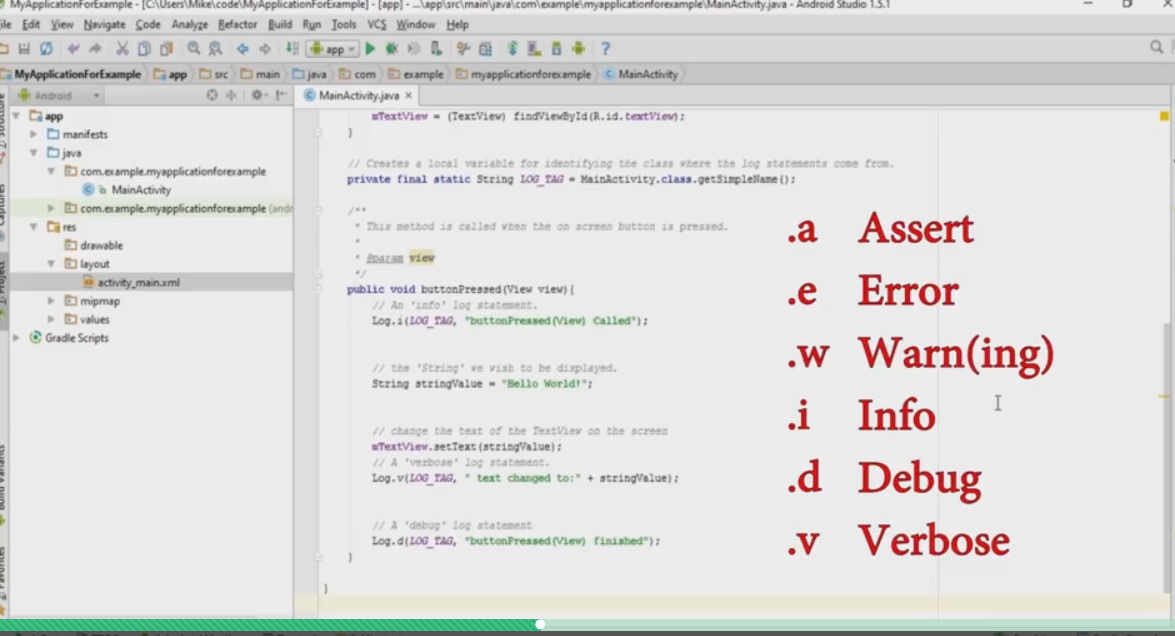 MyApplicationForExample - [C:\Users\Mike\code\MyApplicationForExample] - [app] - ...\app\src\main\java\com\example\myapplicationforexample\MainActivity.java - Android Studio 1.5.1
Edit View Navigate Code Analyze Refactor Build Run Tools VCS Window Help
app
MyApplicationForExample app src main java com example myapplicationforexample MainActivity
Android
MainActivity.java
app
manifests
java
com.example.myapplicationforexample
MainActivity
com.example.myapplicationforexample (andr
res
drawable
layout
activity_main.xml
mipmap
values
Gradle Scripts
Captures
Project
mTextView = (TextView) findViewById(R.id.textView);
}
// Creates a local variable for identifying the class where the log statements come from.
private final static String LOG_TAG = MainActivity.class.getSimpleName();
/**
* This method is called when the on screen button is pressed.
*
* @param view
*/
public void buttonPressed(View view){
// An 'info' log statement.
Log.i(LOG_TAG, "buttonPressed(View) Called");
// the 'String' we wish to be displayed.
String stringValue = "Hello World!";
// change the text of the TextView on the screen
mTextView.setText(stringValue);
// A 'verbose' log statement.
Log.v(LOG_TAG, " text changed to:" + stringValue);
// A 'debug' log statement
Log.d(LOG_TAG, "buttonPressed(View) finished");
}
}
.a Assert
.e Error
.w Warn(ing)
.i Info
.d Debug
.v Verbose